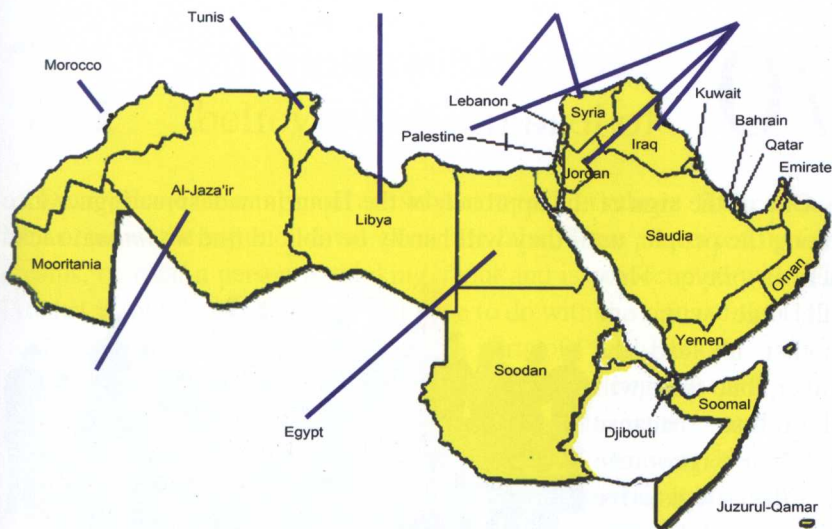 Tunis
Morocco
Lebanon
Syria
Kuwait
Palestine
Iraq
Bahrain
Qatar
Jordan
Emirate
Al-Jaza'ir
Libya
Saudia
Mooritania
Oman
Yemen
Soodan
Soomal
Egypt
Djibouti
Juzurul-Qamar